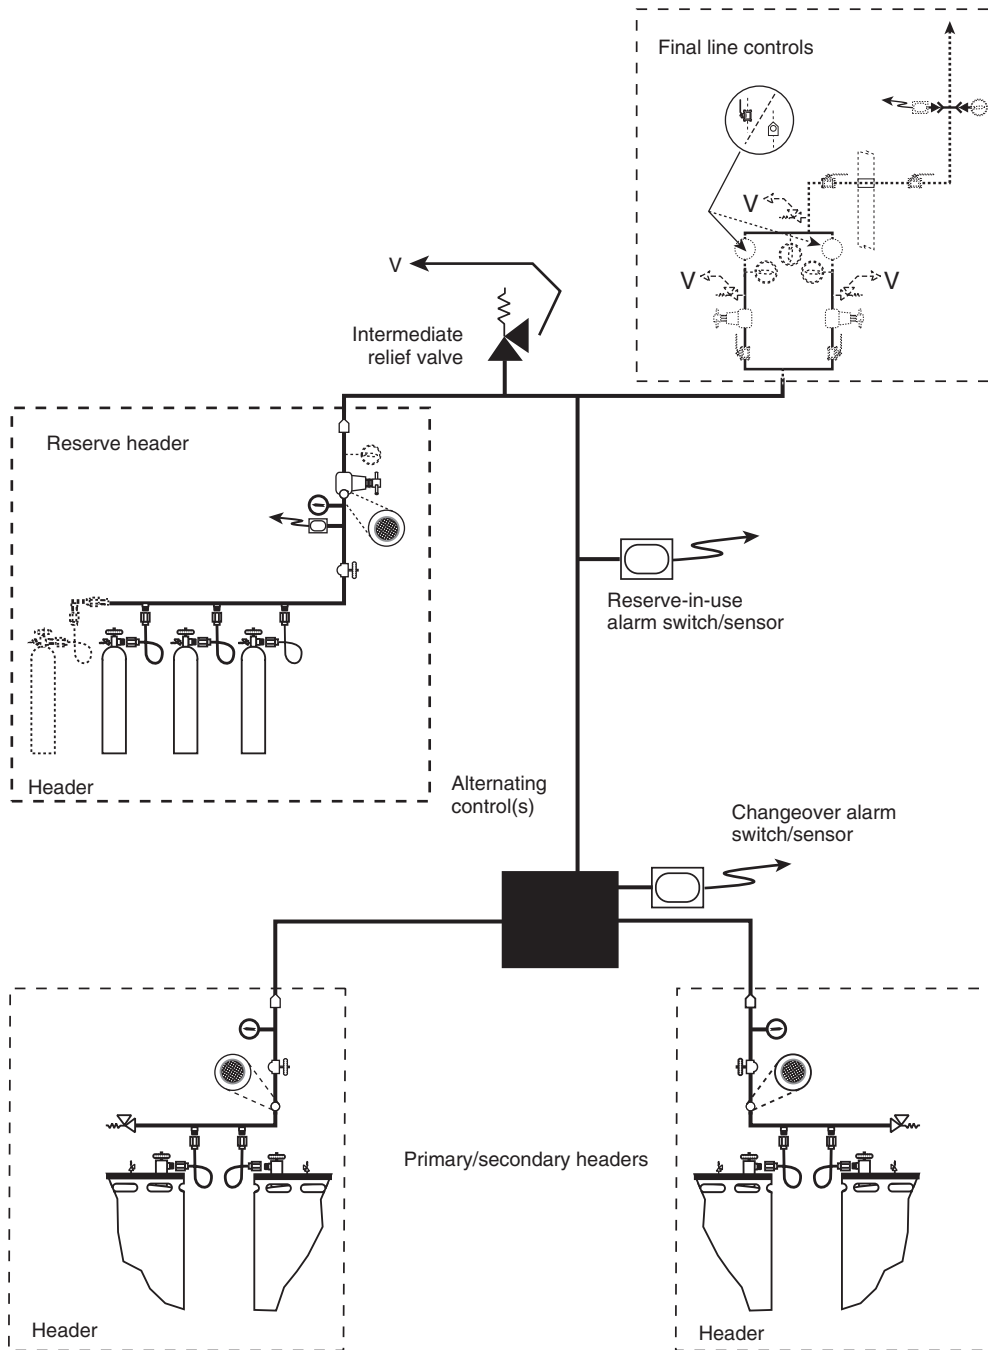 Final line controls
V
V
V
V
Intermediate
relief valve
Reserve header
Reserve-in-use
alarm switch/sensor
Header
Alternating
control(s)
Changeover alarm
switch/sensor
Primary/secondary headers
Header
Header